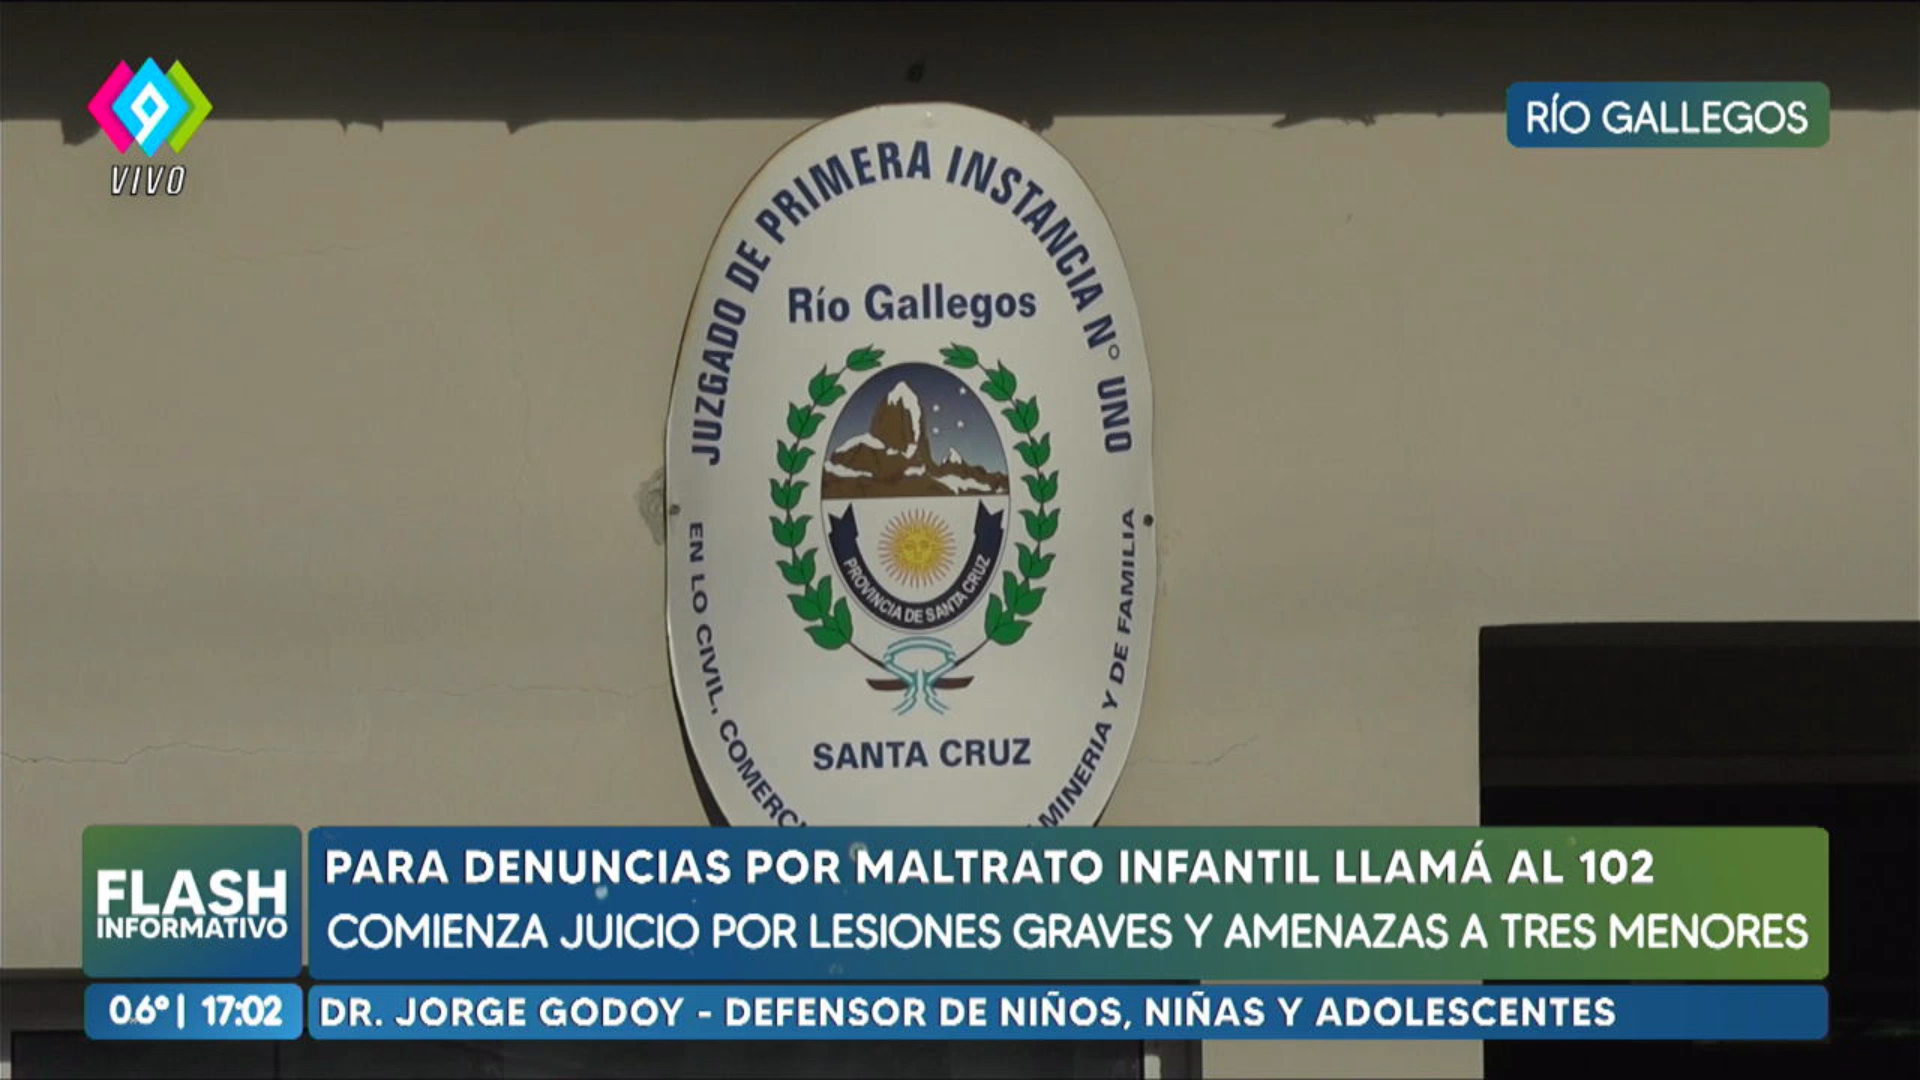 9
VIVO
RÍO GALLEGOS
JUZGADO DE PRIMERA INSTANCIA N° UNO
Río Gallegos
PROVINCIA DE SANTA CRUZ
SANTA CRUZ
EN LO CIVIL, MINERIA Y DE FAMILIA
FLASH
INFORMATIVO
PARA DENUNCIAS POR MALTRATO INFANTIL LLAMÁ AL 102
COMIENZA JUICIO POR LESIONES GRAVES Y AMENAZAS A TRES MENORES
0.6° | 17:02
DR. JORGE GODOY - DEFENSOR DE NIÑOS, NIÑAS Y ADOLESCENTES